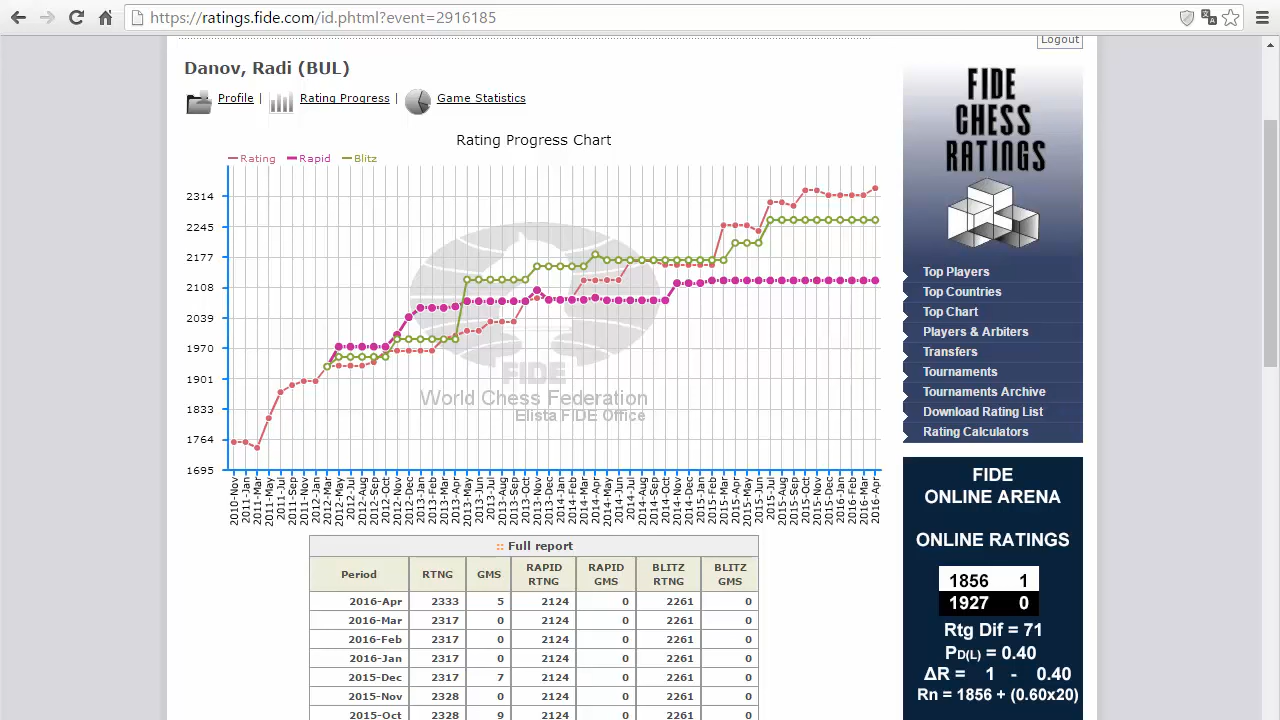 https://ratings.fide.com/id.phtml?event=2916185
Logout
Danov, Radi (BUL)
Profile | Rating Progress | Game Statistics
Rating Progress Chart
Rating Rapid Blitz
2314
2245
2177
2108
2039
1970
1901
1833
1764
1695
FIDE
World Chess Federation
Elista FIDE Office
2010-Nov
2011-Jan
2011-Mar
2011-May
2011-Jul
2011-Sep
2011-Nov
2012-Jan
2012-Mar
2012-May
2012-Jul
2012-Aug
2012-Sep
2012-Oct
2012-Nov
2012-Dec
2013-Jan
2013-Feb
2013-Mar
2013-Apr
2013-May
2013-Jun
2013-Jul
2013-Aug
2013-Sep
2013-Oct
2013-Nov
2013-Dec
2014-Jan
2014-Feb
2014-Mar
2014-Apr
2014-May
2014-Jun
2014-Jul
2014-Aug
2014-Sep
2014-Oct
2014-Nov
2014-Dec
2015-Jan
2015-Feb
2015-Mar
2015-Apr
2015-May
2015-Jun
2015-Jul
2015-Aug
2015-Sep
2015-Oct
2015-Nov
2015-Dec
2016-Jan
2016-Feb
2016-Mar
2016-Apr
:: Full report
Period RTNG GMS RAPID RTNG RAPID GMS BLITZ RTNG BLITZ GMS
2016-Apr 2333 5 2124 0 2261 0
2016-Mar 2317 0 2124 0 2261 0
2016-Feb 2317 0 2124 0 2261 0
2016-Jan 2317 0 2124 0 2261 0
2015-Dec 2317 7 2124 0 2261 0
2015-Nov 2328 0 2124 0 2261 0
2015-Oct 2328 9 2124 0 2261 0
FIDE
CHESS
RATINGS
Top Players
Top Countries
Top Chart
Players & Arbiters
Transfers
Tournaments
Tournaments Archive
Download Rating List
Rating Calculators
FIDE
ONLINE ARENA
ONLINE RATINGS
1856 1
1927 0
Rtg Dif = 71
PD(L) = 0.40
ΔR = 1 - 0.40
Rn = 1856 + (0.60x20)